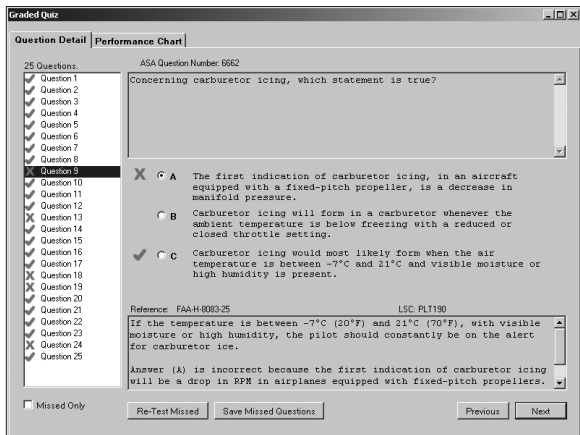 Graded Quiz
Question Detail
Performance Chart
25 Questions.
Question 1
Question 2
Question 3
Question 4
Question 5
Question 6
Question 7
Question 8
Question 9
Question 10
Question 11
Question 12
Question 13
Question 14
Question 15
Question 16
Question 17
Question 18
Question 19
Question 20
Question 21
Question 22
Question 23
Question 24
Question 25
Missed Only
ASA Question Number: 6662
Concerning carburetor icing, which statement is true?
A The first indication of carburetor icing, in an aircraft
equipped with a fixed-pitch propeller, is a decrease in
manifold pressure.
B Carburetor icing will form in a carburetor whenever the
ambient temperature is below freezing with a reduced or
closed throttle setting.
C Carburetor icing would most likely form when the air
temperature is between -7°C and 21°C and visible moisture or
high humidity is present.
Reference: FAA-H-8083-25 LSC: PLT190
If the temperature is between -7°C (20°F) and 21°C (70°F), with visible
moisture or high humidity, the pilot should constantly be on the alert
for carburetor ice.
Answer (A) is incorrect because the first indication of carburetor icing
will be a drop in RPM in airplanes equipped with fixed-pitch propellers.
Re-Test Missed
Save Missed Questions
Previous
Next